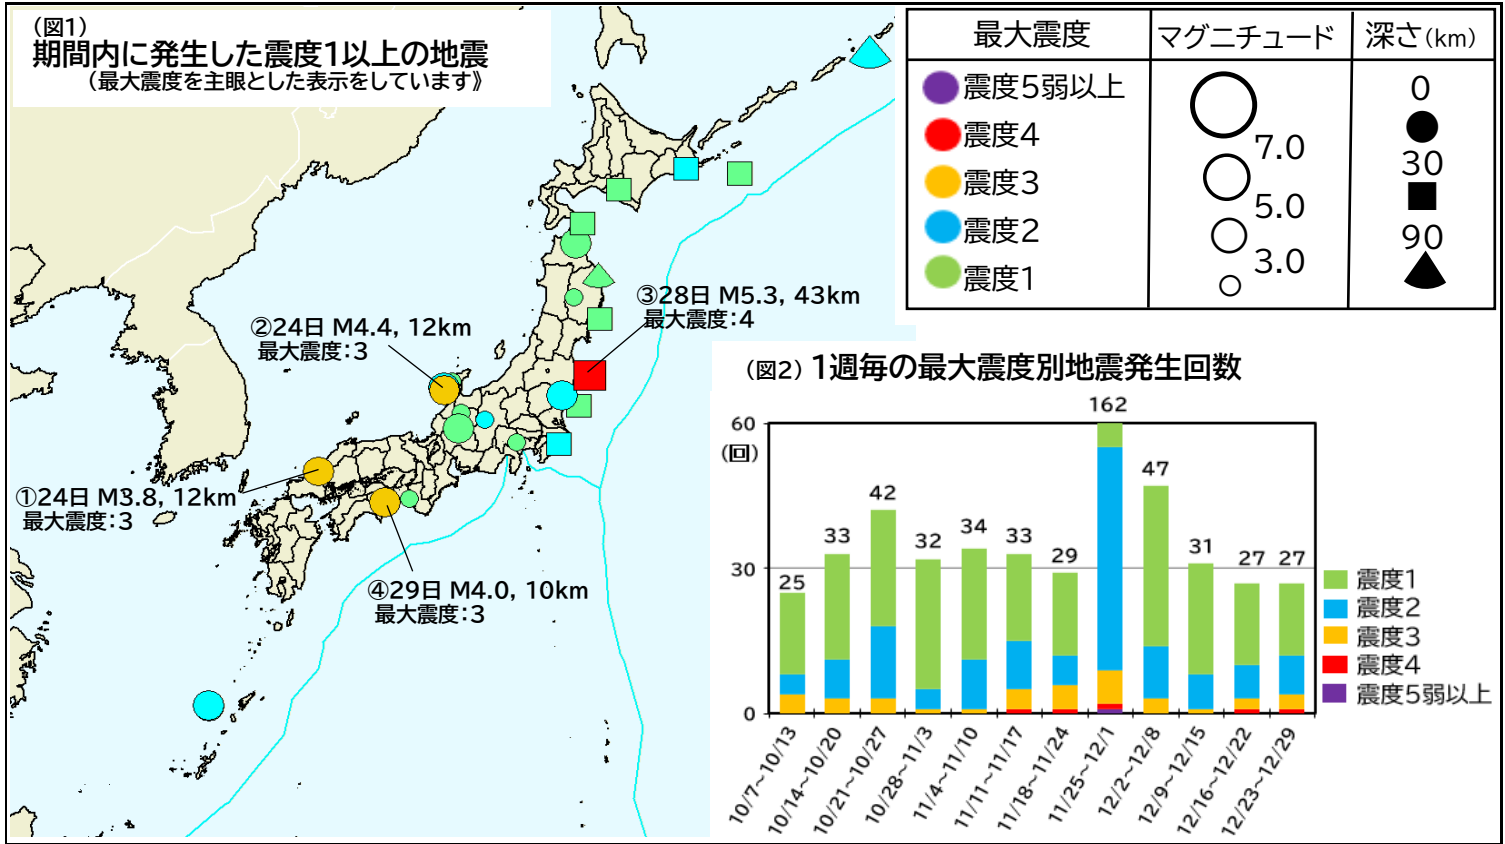 (図1)
期間内に発生した震度1以上の地震
(最大震度を主眼とした表示をしています》
最大震度
マグニチュード
深さ(km)
震度5弱以上
震度4
震度3
震度2
震度1
7.0
5.0
3.0
0
30
90
③28日 M5.3, 43km
最大震度:4
②24日 M4.4, 12km
最大震度:3
①24日 M3.8, 12km
最大震度:3
④29日 M4.0, 10km
最大震度:3
(図2) 1週毎の最大震度別地震発生回数
60
(回)
30
0
25
33
42
32
34
33
29
162
47
31
27
27
10/7~10/13
10/14~10/20
10/21~10/27
10/28~11/3
11/4~11/10
11/11~11/17
11/18~11/24
11/25~12/1
12/2~12/8
12/9~12/15
12/16~12/22
12/23~12/29
震度1
震度2
震度3
震度4
震度5弱以上